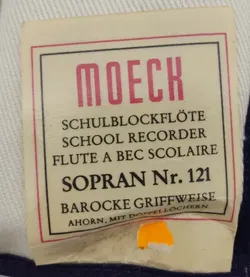 MOECK
SCHULBLOCKFLÖTE
SCHOOL RECORDER
FLUTE A BEC SCOLAIRE
SOPRAN Nr. 121
BAROCKE GRIFFWEISE
AHORN, MIT DOPPELLÖCHERN